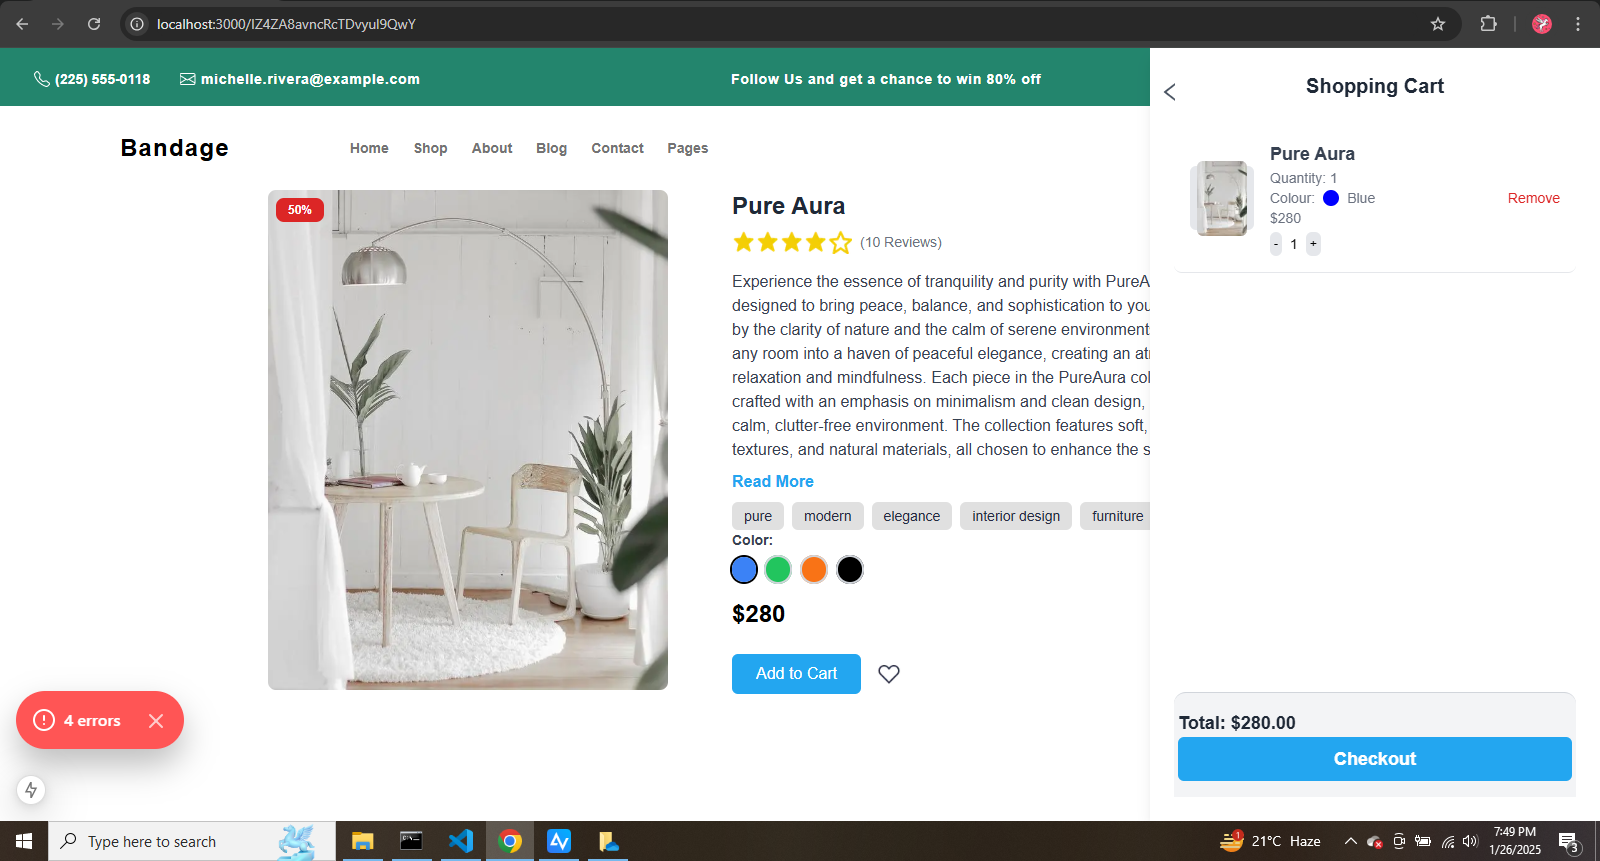 localhost:3000/IZ4ZA8avncRcTDvyul9QwY
(225) 555-0118
michelle.rivera@example.com
Follow Us and get a chance to win 80% off
Bandage
Home
Shop
About
Blog
Contact
Pages
50%
Pure Aura
(10 Reviews)
Experience the essence of tranquility and purity with PureA
designed to bring peace, balance, and sophistication to you
by the clarity of nature and the calm of serene environment
any room into a haven of peaceful elegance, creating an at
relaxation and mindfulness. Each piece in the PureAura col
crafted with an emphasis on minimalism and clean design,
calm, clutter-free environment. The collection features soft,
textures, and natural materials, all chosen to enhance the s
Read More
pure
modern
elegance
interior design
furniture
Color:
$280
Add to Cart
4 errors
Shopping Cart
Pure Aura
Quantity: 1
Colour: Blue
$280
- 1 +
Remove
Total: $280.00
Checkout
Type here to search
1
21°C Haze
7:49 PM
1/26/2025
3